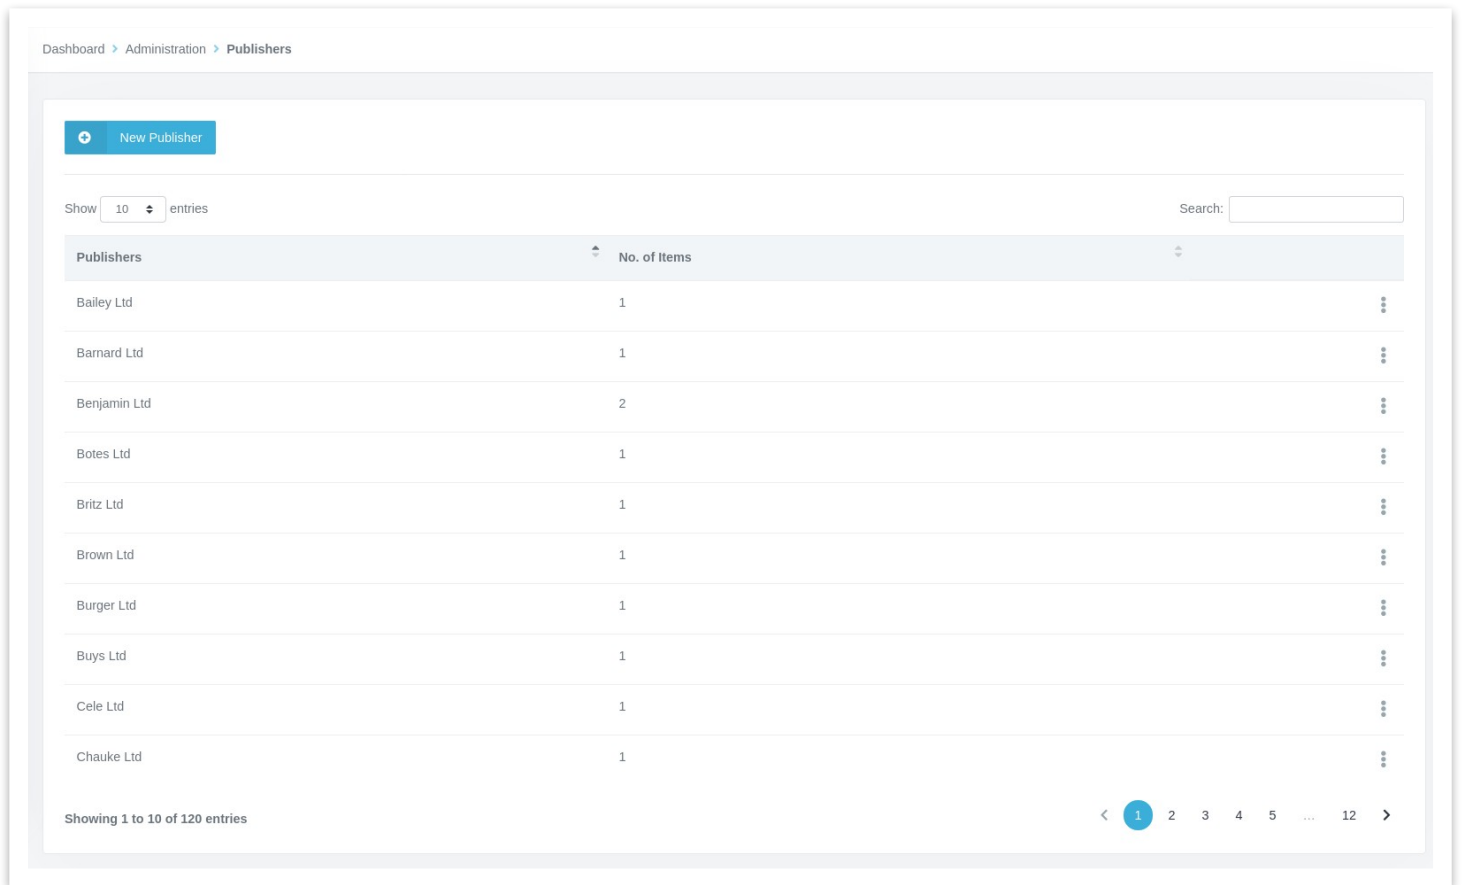 Dashboard > Administration > Publishers
New Publisher
Show 10 entries Search:
Publishers No. of Items
Bailey Ltd 1
Barnard Ltd 1
Benjamin Ltd 2
Botes Ltd 1
Britz Ltd 1
Brown Ltd 1
Burger Ltd 1
Buys Ltd 1
Cele Ltd 1
Chauke Ltd 1
Showing 1 to 10 of 120 entries 1 2 3 4 5 … 12